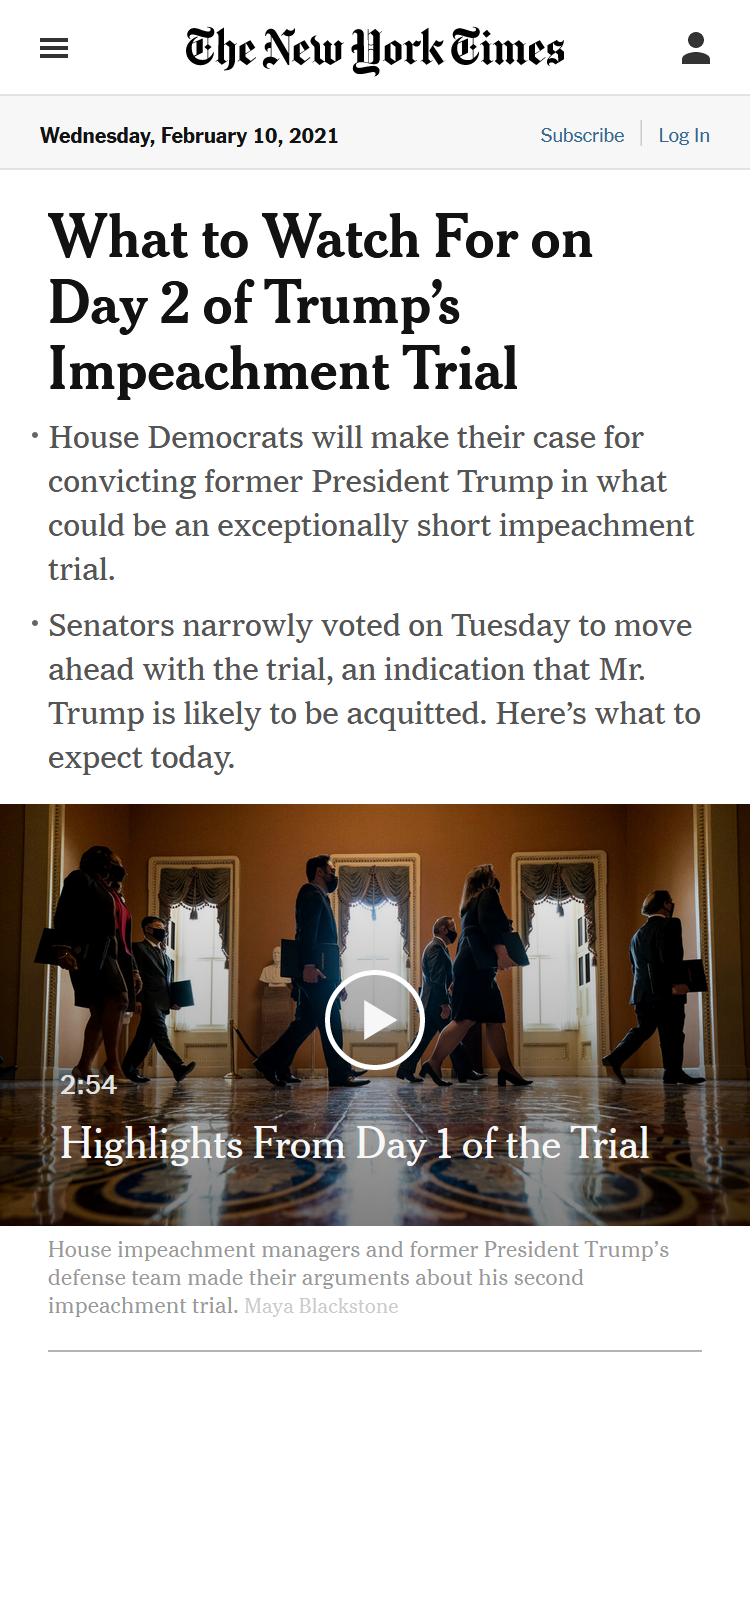 The New York Times
Wednesday, February 10, 2021
Subscribe
Log In
What to Watch For on
Day 2 of Trump’s
Impeachment Trial
• House Democrats will make their case for
convicting former President Trump in what
could be an exceptionally short impeachment
trial.
• Senators narrowly voted on Tuesday to move
ahead with the trial, an indication that Mr.
Trump is likely to be acquitted. Here’s what to
expect today.
2:54
Highlights From Day 1 of the Trial
House impeachment managers and former President Trump’s
defense team made their arguments about his second
impeachment trial. Maya Blackstone